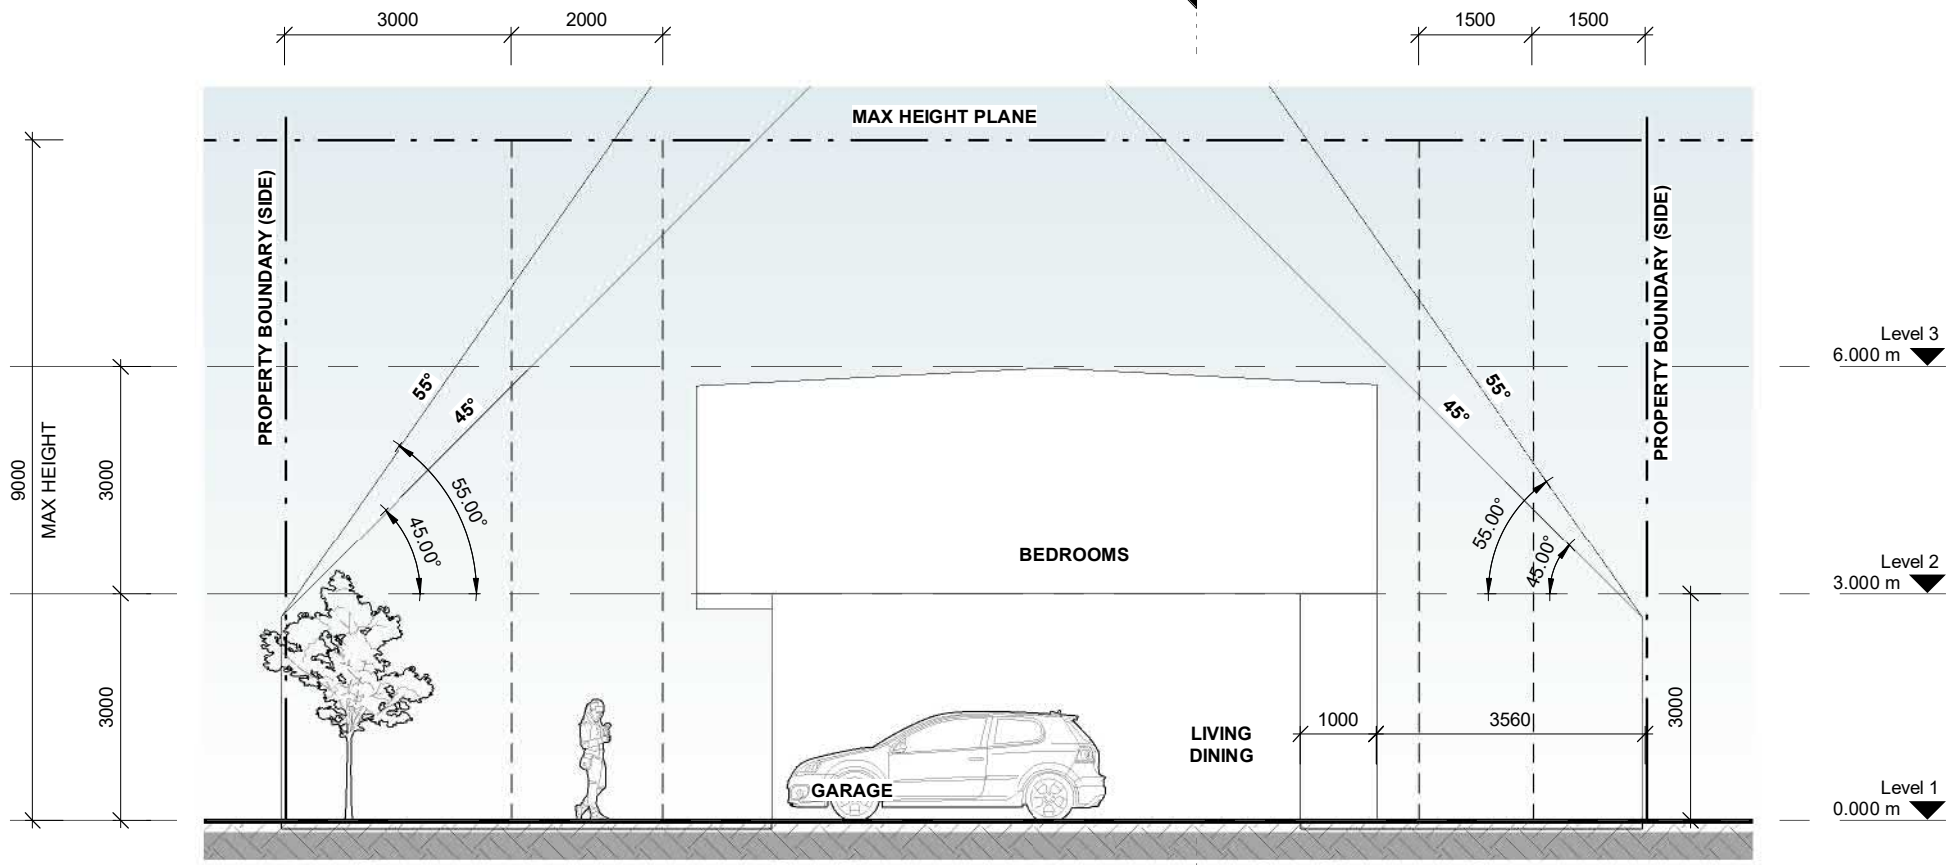 3000
2000
1500
1500
MAX HEIGHT PLANE
PROPERTY BOUNDARY (SIDE)
PROPERTY BOUNDARY (SIDE)
Level 3
6.000 m
55°
45°
55°
45°
9000
MAX HEIGHT
3000
55.00°
45.00°
55.00°
45.00°
BEDROOMS
Level 2
3.000 m
3000
1000
3560
3000
LIVING
DINING
GARAGE
Level 1
0.000 m